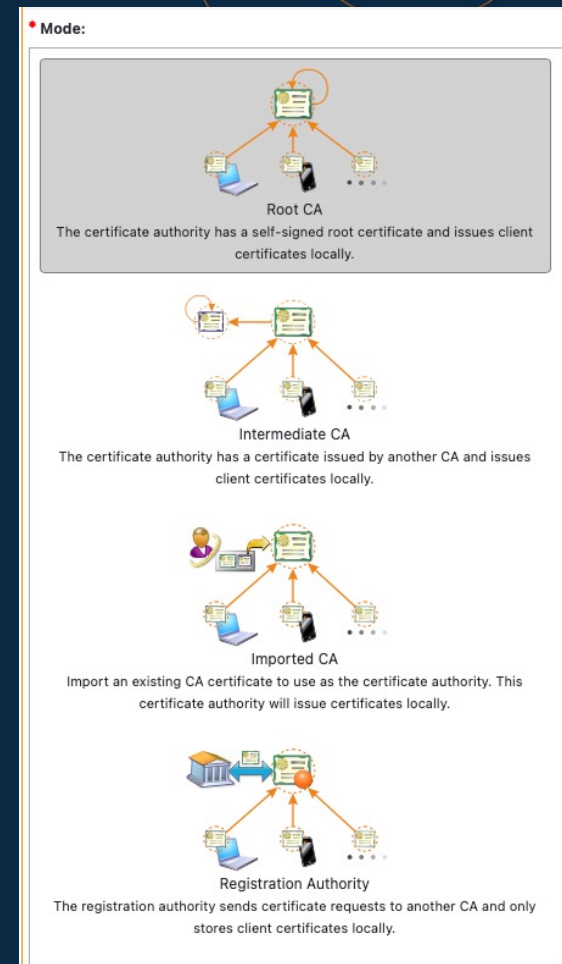 * Mode:
Root CA
The certificate authority has a self-signed root certificate and issues client
certificates locally.
Intermediate CA
The certificate authority has a certificate issued by another CA and issues
client certificates locally.
Imported CA
Import an existing CA certificate to use as the certificate authority. This
certificate authority will issue certificates locally.
Registration Authority
The registration authority sends certificate requests to another CA and only
stores client certificates locally.